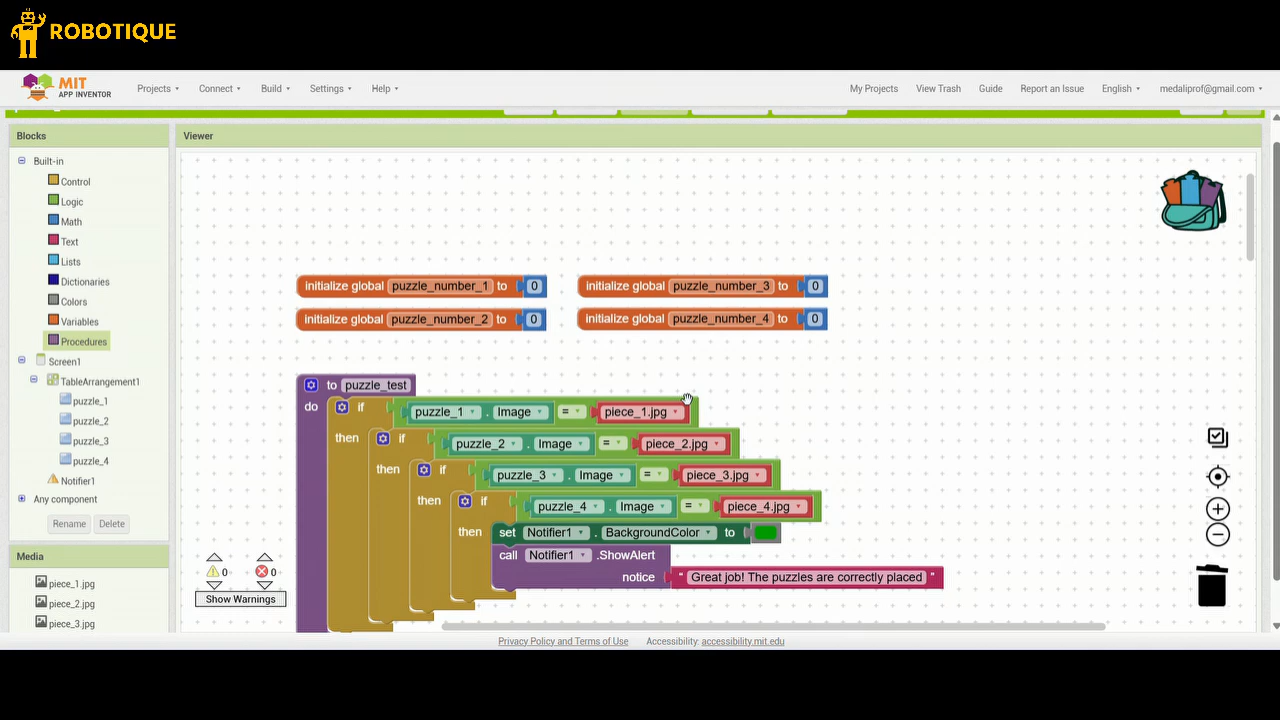 ROBOTIQUE
MIT
APP INVENTOR
Projects
Connect
Build
Settings
Help
My Projects
View Trash
Guide
Report an Issue
English
medaliprof@gmail.com
Blocks
Built-in
Control
Logic
Math
Text
Lists
Dictionaries
Colors
Variables
Procedures
Screen1
TableArrangement1
puzzle_1
puzzle_2
puzzle_3
puzzle_4
Notifier1
Any component
Rename Delete
Media
piece_1.jpg
piece_2.jpg
piece_3.jpg
Viewer
initialize global puzzle_number_1 to 0
initialize global puzzle_number_3 to 0
initialize global puzzle_number_2 to 0
initialize global puzzle_number_4 to 0
to puzzle_test
do if puzzle_1 . Image = piece_1.jpg
then if puzzle_2 . Image = piece_2.jpg
then if puzzle_3 . Image = piece_3.jpg
then if puzzle_4 . Image = piece_4.jpg
then set Notifier1 . BackgroundColor to
call Notifier1 .ShowAlert
notice " Great job! The puzzles are correctly placed "
0 0
Show Warnings
Privacy Policy and Terms of Use Accessibility: accessibility.mit.edu